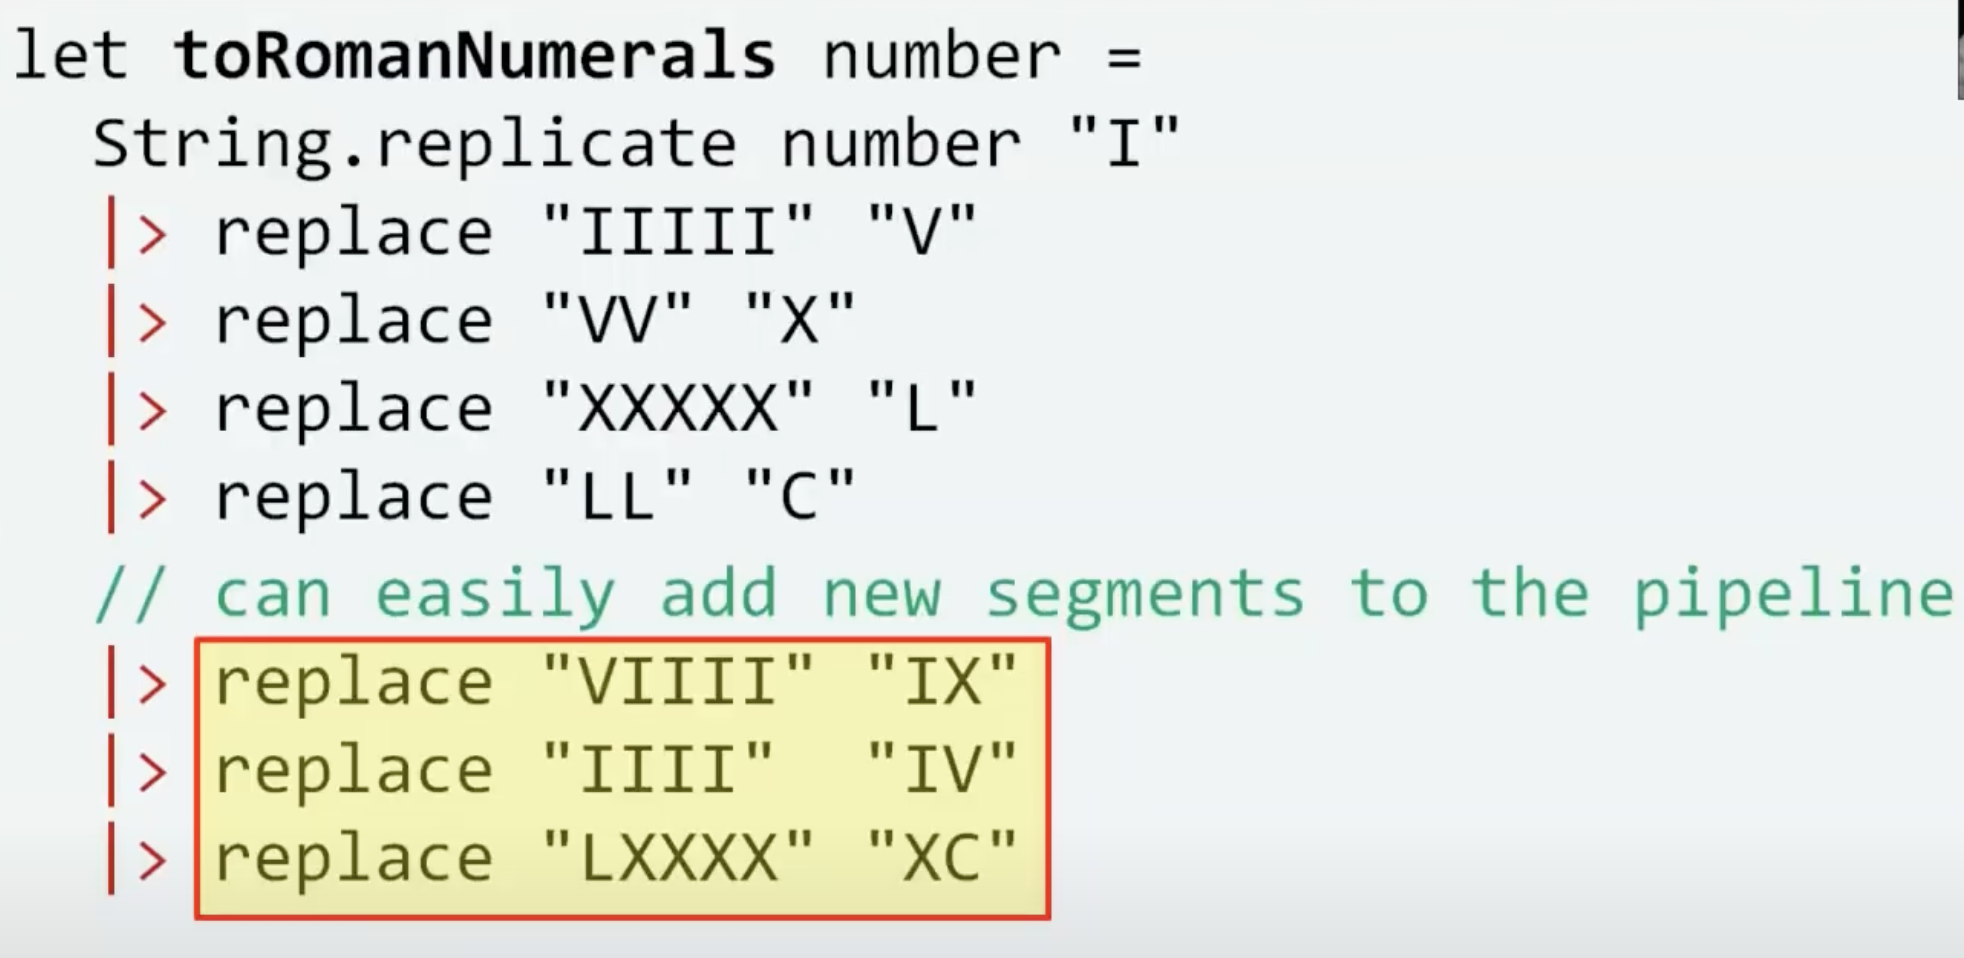 let toRomanNumerals number =
String.replicate number "I"
|> replace "IIIII" "V"
|> replace "VV" "X"
|> replace "XXXXX" "L"
|> replace "LL" "C"
// can easily add new segments to the pipeline
|> replace "VIIII" "IX"
|> replace "IIII" "IV"
|> replace "LXXXX" "XC"